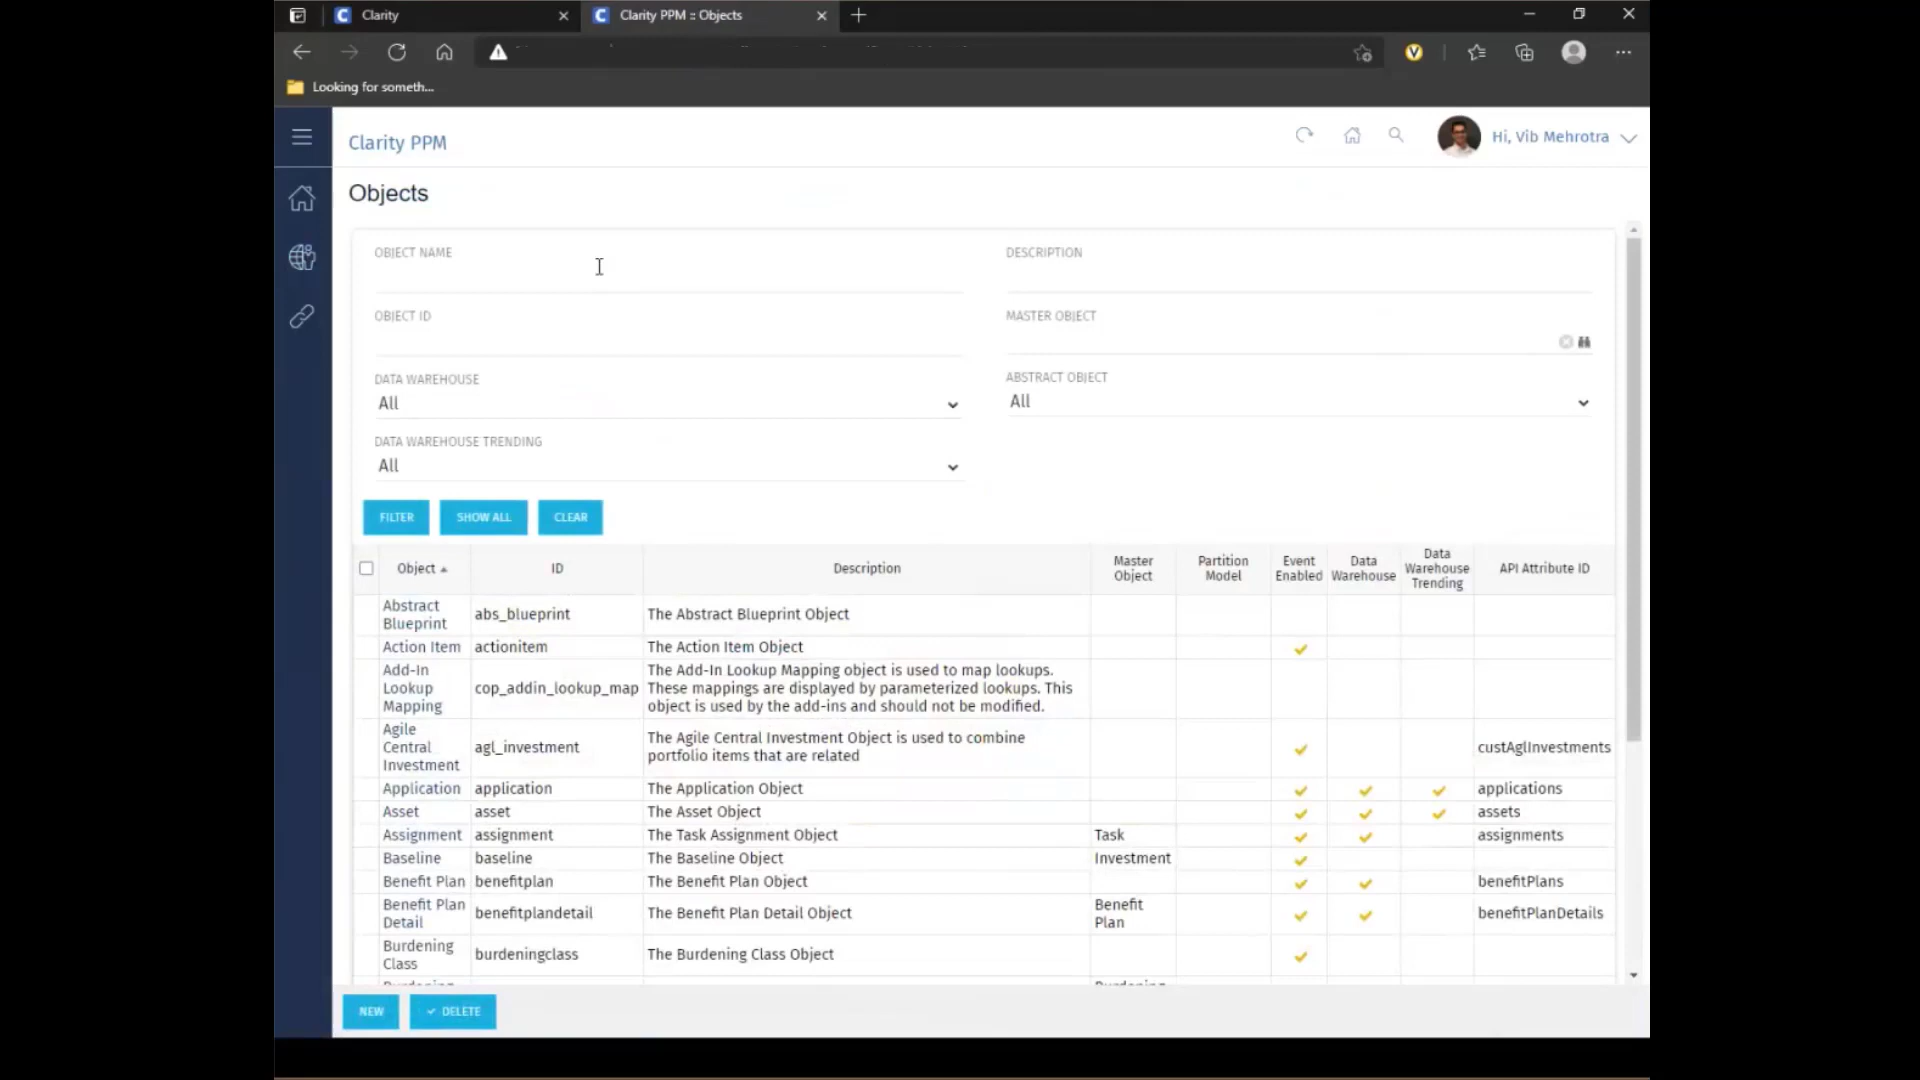 Clarity
Clarity PPM :: Objects
Looking for someth...
Clarity PPM
Hi, Vib Mehrotra
Objects
OBJECT NAME
DESCRIPTION
OBJECT ID
MASTER OBJECT
DATA WAREHOUSE
All
ABSTRACT OBJECT
All
DATA WAREHOUSE TRENDING
All
FILTER
SHOW ALL
CLEAR
Object
ID
Description
Master
Object
Partition
Model
Event
Enabled
Data
Warehouse
Data
Warehouse
Trending
API Attribute ID
Abstract
Blueprint
abs_blueprint
The Abstract Blueprint Object
Action Item
actionitem
The Action Item Object
Add-In
Lookup
Mapping
cop_addin_lookup_map
The Add-In Lookup Mapping object is used to map lookups.
These mappings are displayed by parameterized lookups. This
object is used by the add-ins and should not be modified.
Agile
Central
Investment
agl_investment
The Agile Central Investment Object is used to combine
portfolio items that are related
custAglInvestments
Application
application
The Application Object
applications
Asset
asset
The Asset Object
assets
Assignment
assignment
The Task Assignment Object
Task
assignments
Baseline
baseline
The Baseline Object
Investment
Benefit Plan
benefitplan
The Benefit Plan Object
benefitPlans
Benefit Plan
Detail
benefitplandetail
The Benefit Plan Detail Object
Benefit
Plan
benefitPlanDetails
Burdening
Class
burdeningclass
The Burdening Class Object
NEW
DELETE